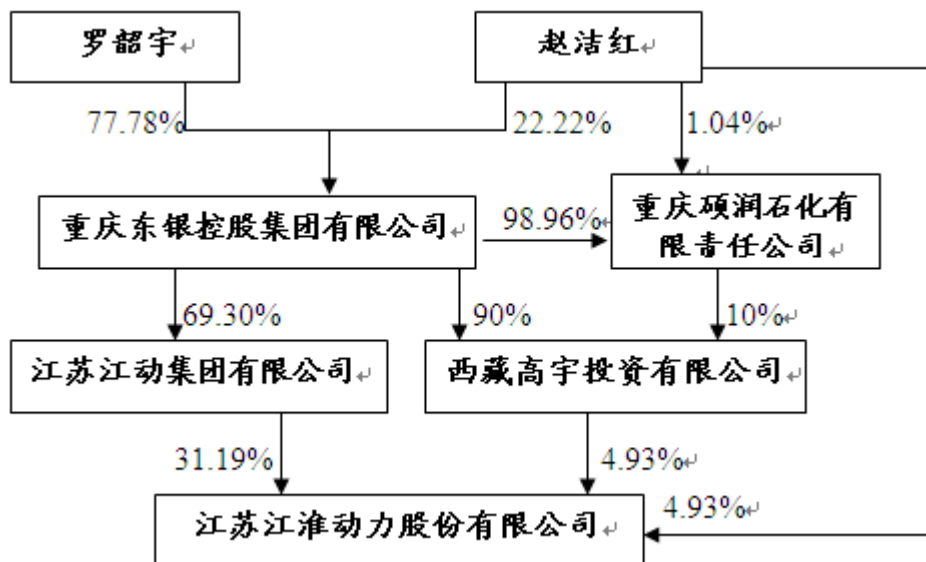 罗韶宇
赵洁红
77.78%
22.22%
1.04%
重庆东银控股集团有限公司
98.96%
重庆硕润石化有
限责任公司
69.30%
90%
10%
江苏江动集团有限公司
西藏高宇投资有限公司
31.19%
4.93%
4.93%
江苏江淮动力股份有限公司